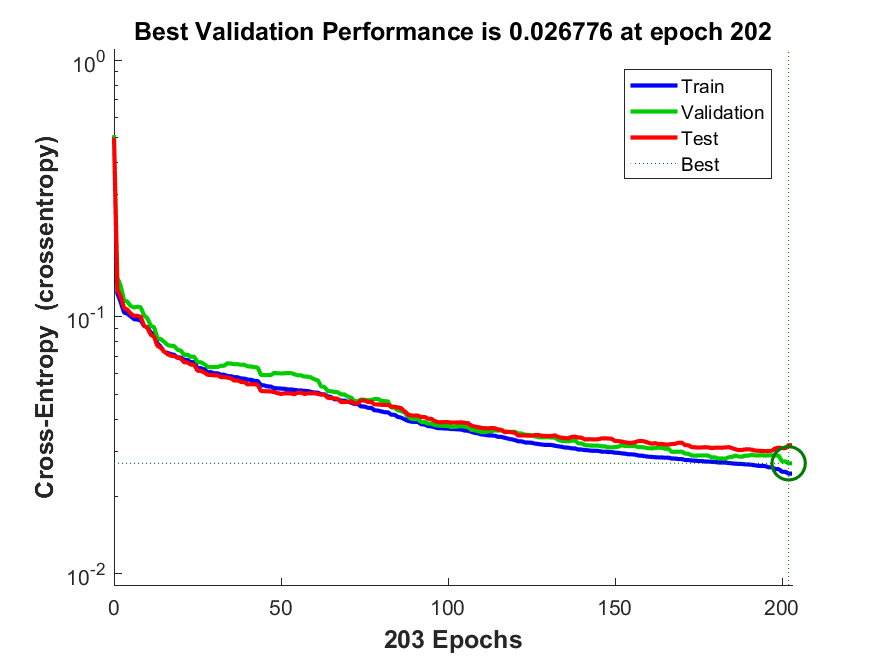 Best Validation Performance is 0.026776 at epoch 202
Cross-Entropy  (crossentropy)
10^0
10^-1
10^-2
Train
Validation
Test
Best
0
50
100
150
200
203 Epochs